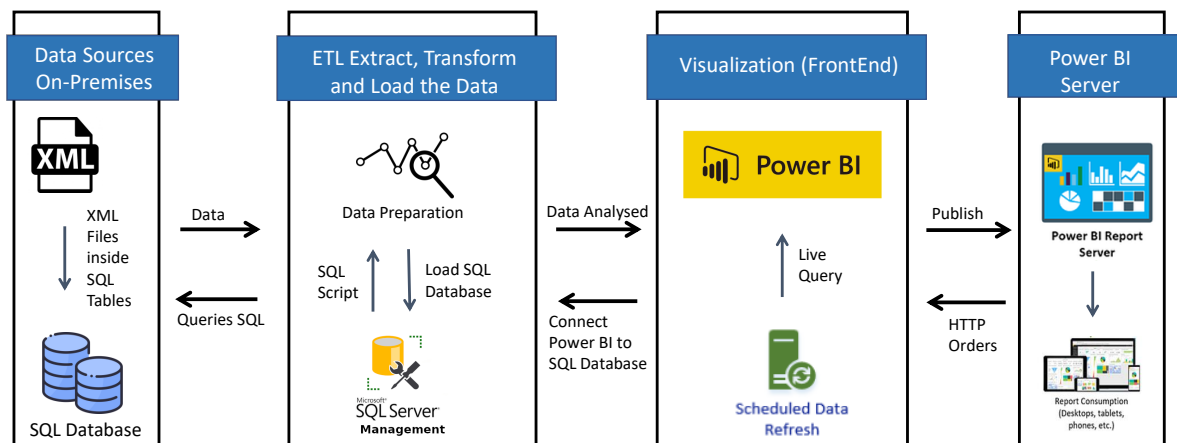 Data Sources
On-Premises
XML
XML
Files
inside
SQL
Tables
SQL Database
Data
Queries SQL
ETL Extract, Transform
and Load the Data
Data Preparation
SQL
Script
Load SQL
Database
Microsoft®
SQL Server®
Management
Data Analysed
Connect
Power BI to
SQL Database
Visualization (FrontEnd)
Power BI
Live
Query
Scheduled Data
Refresh
Publish
HTTP
Orders
Power BI
Server
Power BI Report
Server
Report Consumption
(Desktops, tablets,
phones, etc.)